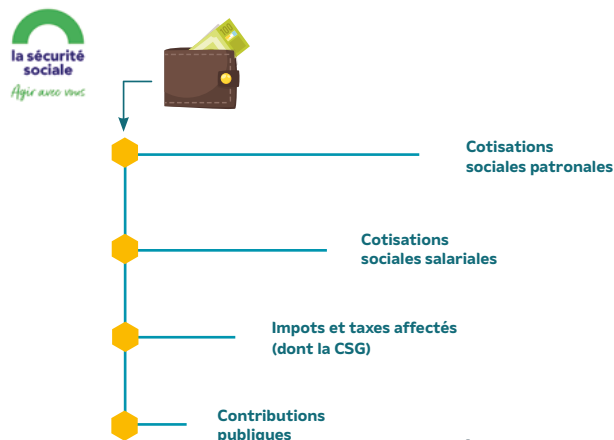 la sécurité
sociale
Agir avec vous
Cotisations
sociales patronales
Cotisations
sociales salariales
Impots et taxes affectés
(dont la CSG)
Contributions
publiques